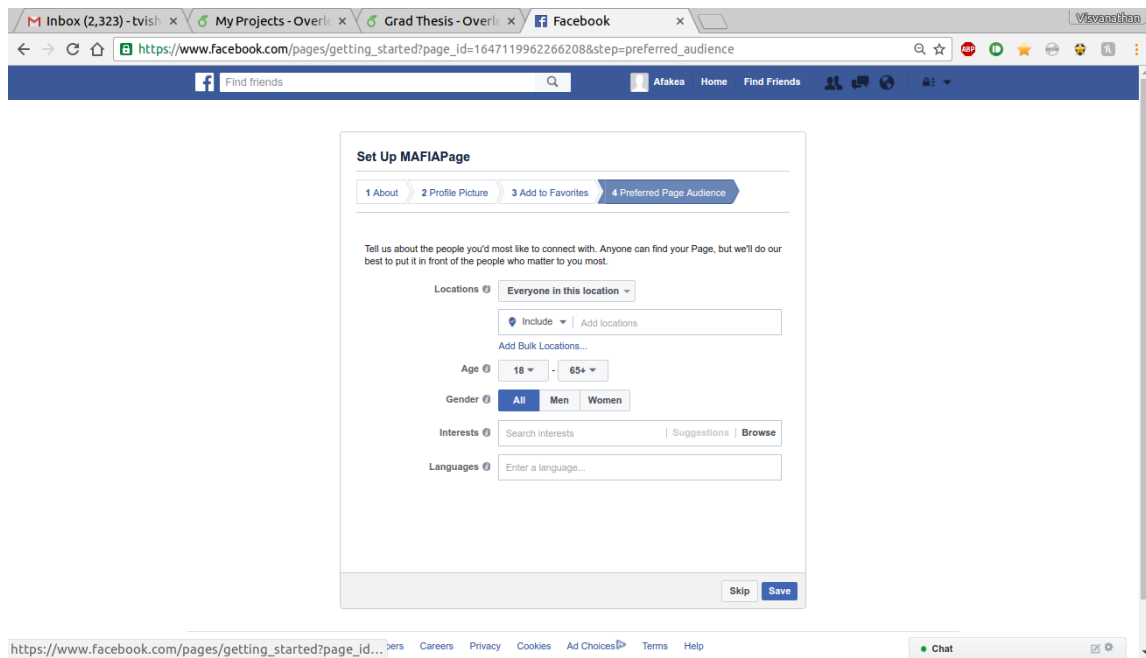 Inbox (2,323) - tvish × My Projects - Overle × Grad Thesis - Overle × Facebook × Visvanathan
https://www.facebook.com/pages/getting_started?page_id=1647119962266208&step=preferred_audience ABP
f Find friends Afakea Home Find Friends
Set Up MAFIAPage
1 About 2 Profile Picture 3 Add to Favorites 4 Preferred Page Audience
Tell us about the people you'd most like to connect with. Anyone can find your Page, but we'll do our
best to put it in front of the people who matter to you most.
Locations Everyone in this location
Include Add locations
Add Bulk Locations...
Age 18 - 65+
Gender All Men Women
Interests Search interests | Suggestions | Browse
Languages Enter a language...
Skip Save
https://www.facebook.com/pages/getting_started?page_id... Careers Privacy Cookies Ad Choices Terms Help Chat